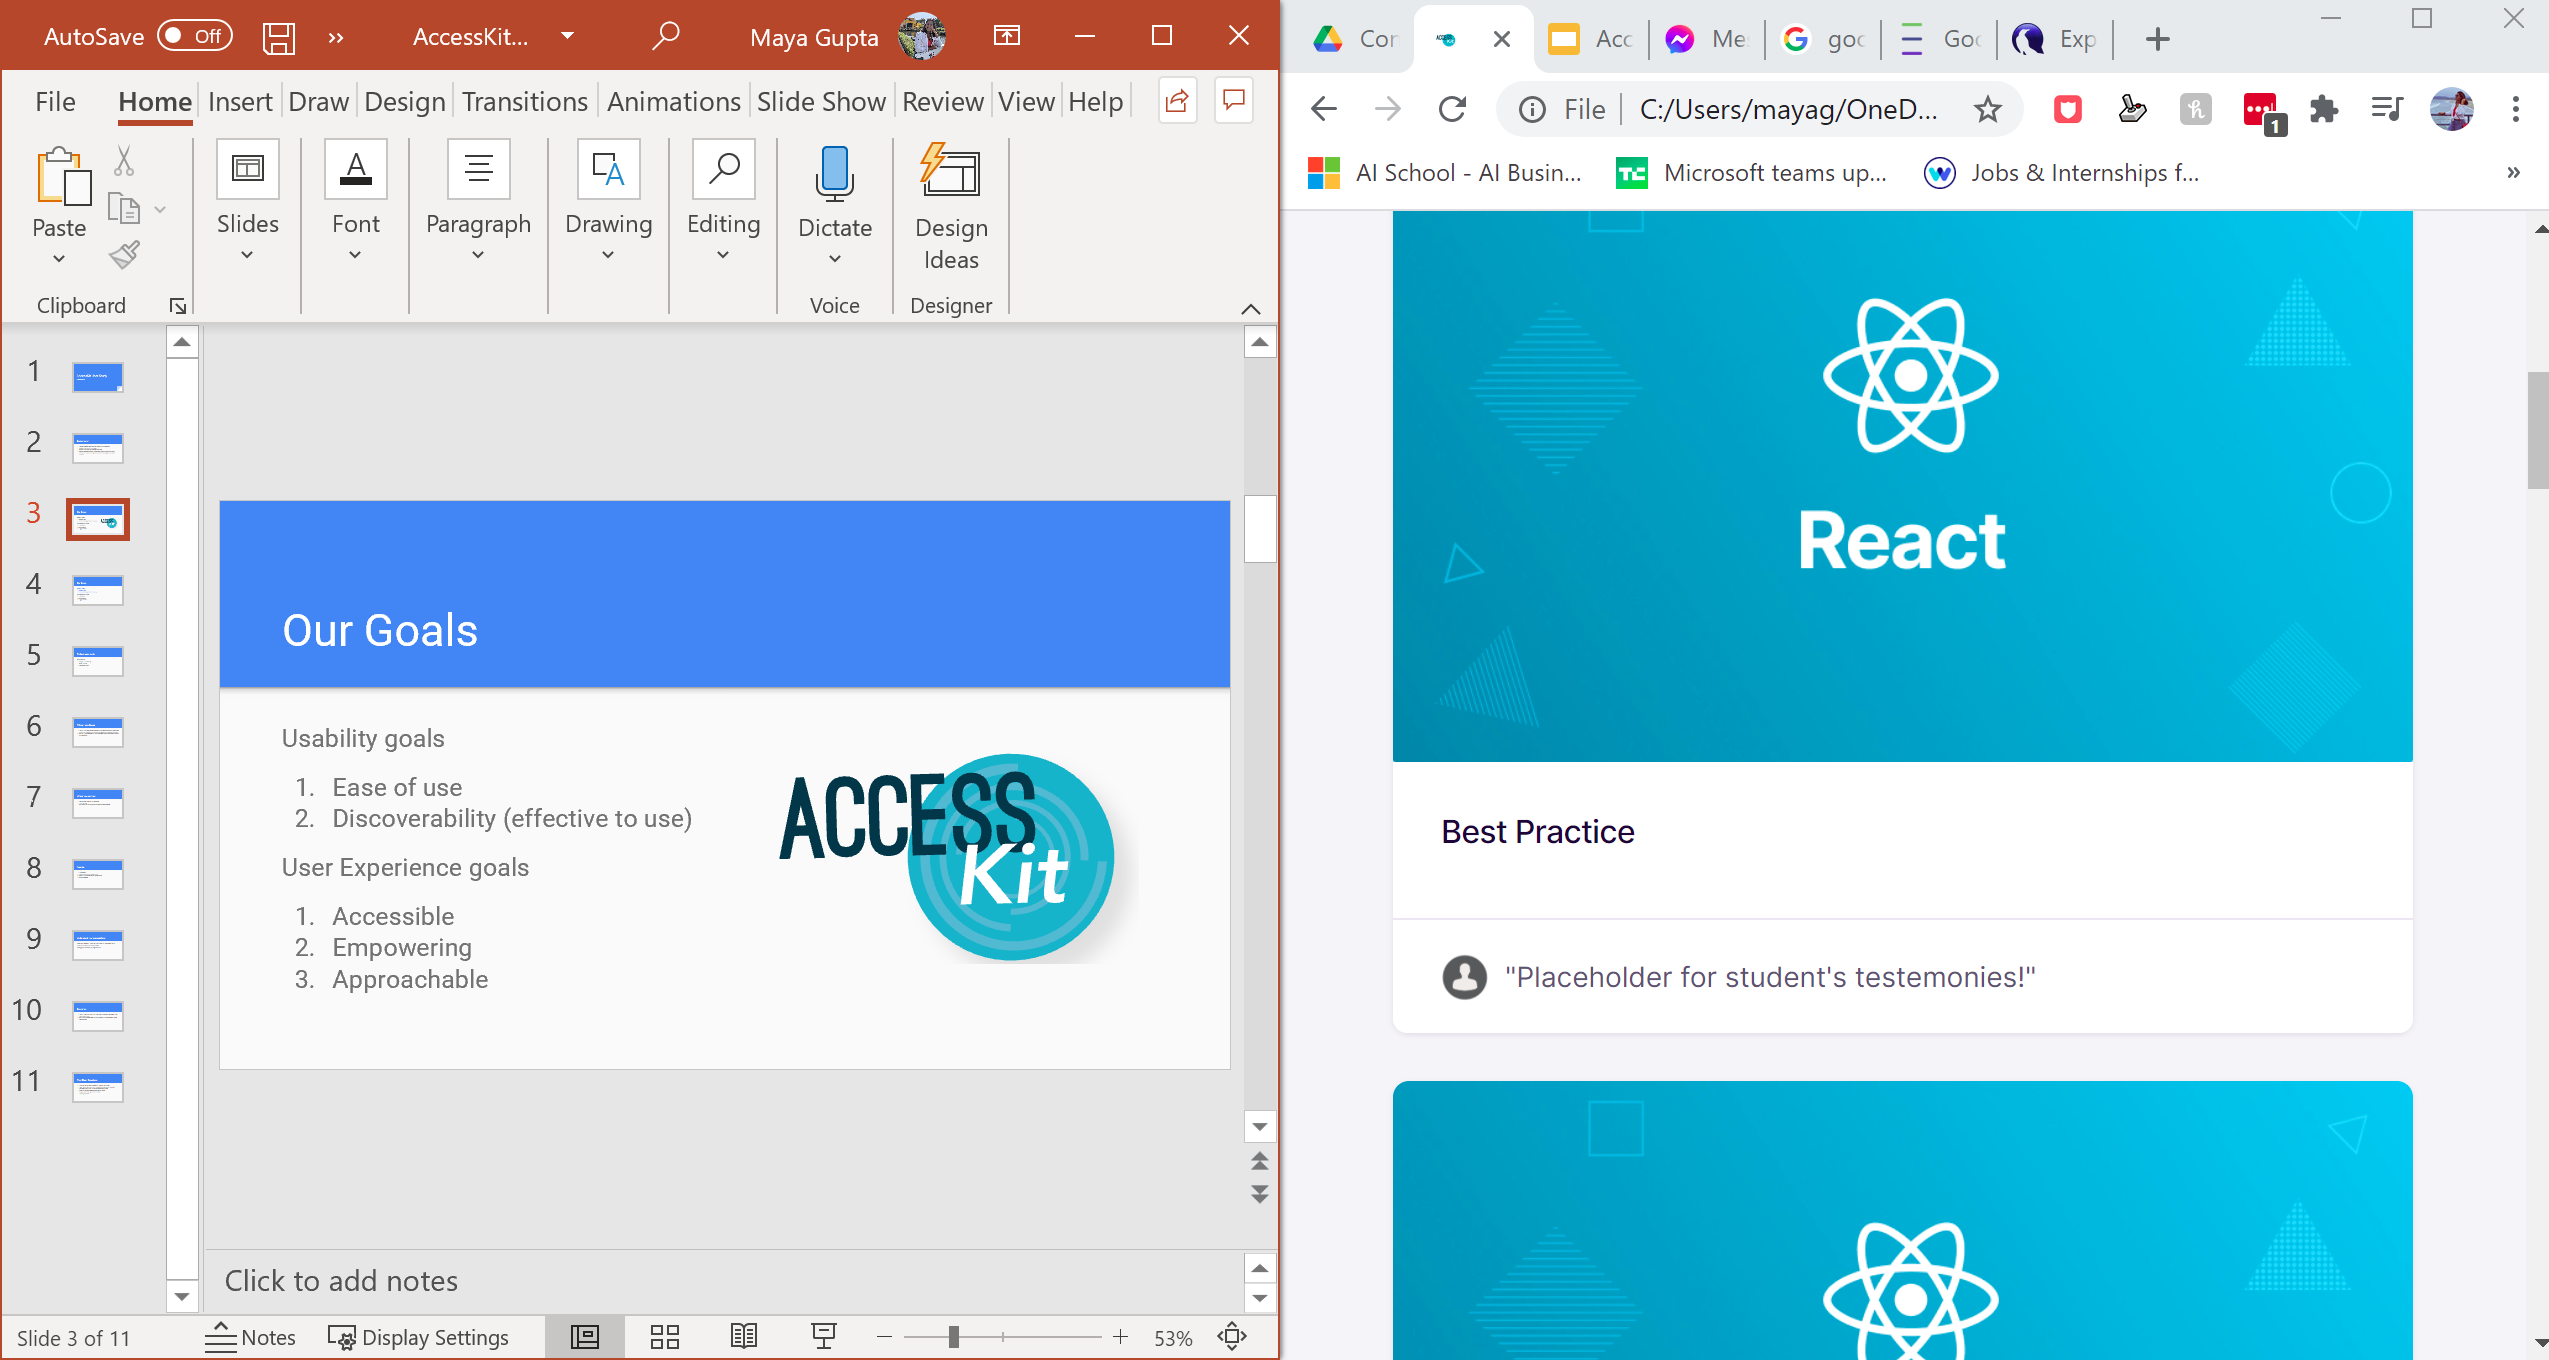 AutoSave Off AccessKit... Maya Gupta
File Home Insert Draw Design Transitions Animations Slide Show Review View Help
Paste Slides Font Paragraph Drawing Editing Dictate Design Ideas
Clipboard Voice Designer
1
2
3
4
5
6
7
8
9
10
11
Our Goals
Usability goals
1. Ease of use
2. Discoverability (effective to use)
User Experience goals
1. Accessible
2. Empowering
3. Approachable
ACCESS
Kit
Click to add notes
Slide 3 of 11 Notes Display Settings 53%
Cor Acc Me goo Goo Exp
File C:/Users/mayag/OneD... 1
AI School - AI Busin... TC Microsoft teams up... Jobs & Internships f...
React
Best Practice
"Placeholder for student's testemonies!"